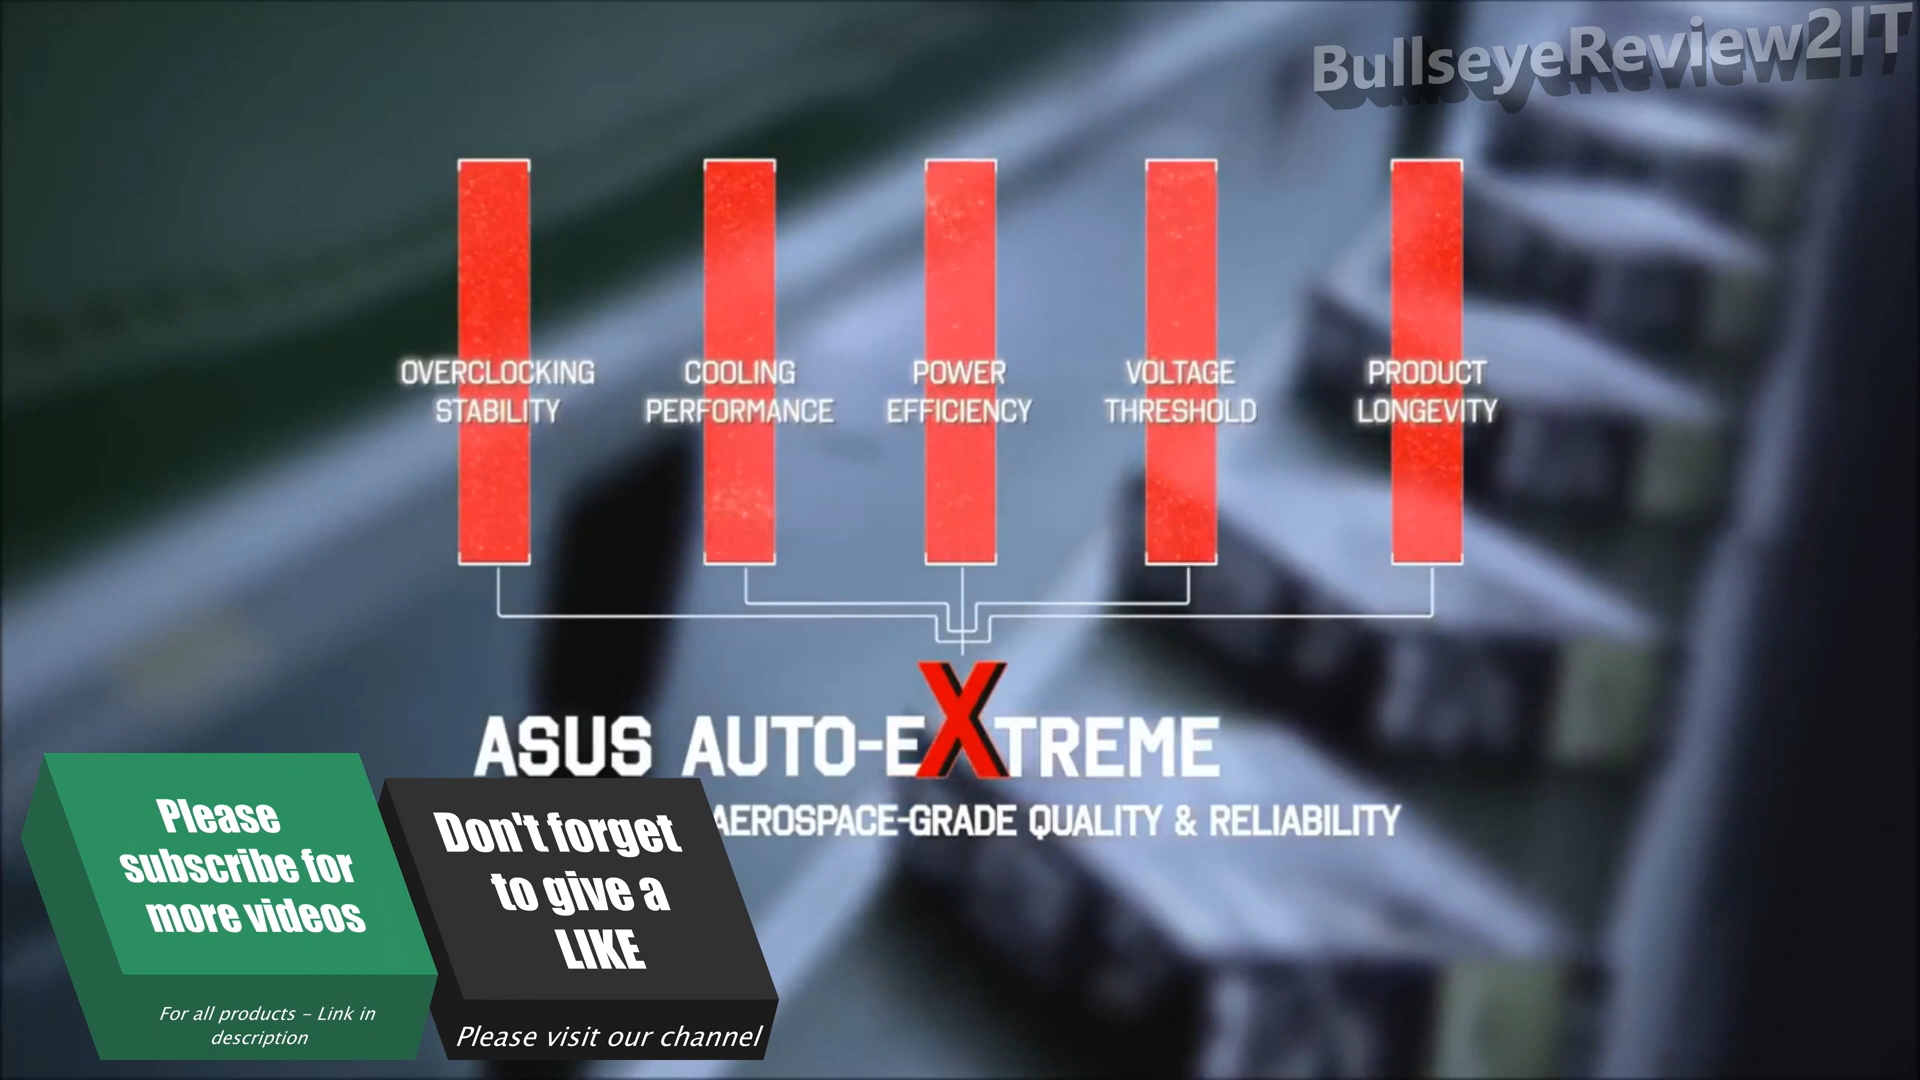 BullseyeReview2IT
OVERCLOCKING
STABILITY
COOLING
PERFORMANCE
POWER
EFFICIENCY
VOLTAGE
THRESHOLD
PRODUCT
LONGEVITY
ASUS AUTO-EXTREME
AEROSPACE-GRADE QUALITY & RELIABILITY
Please
subscribe for
more videos
For all products - Link in
description
Don't forget
to give a
LIKE
Please visit our channel